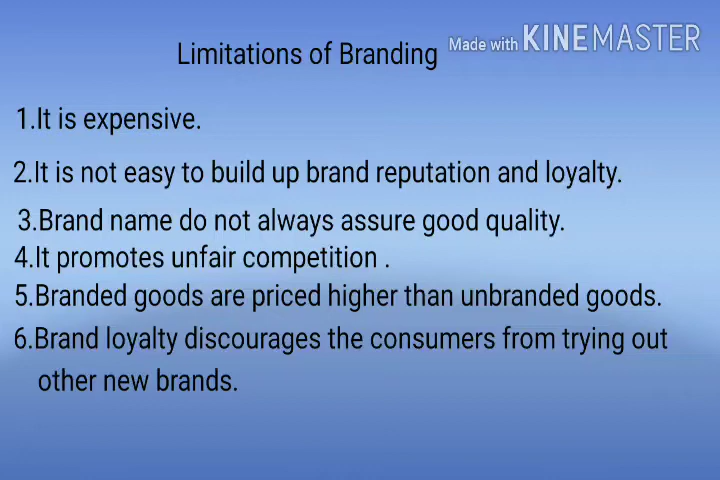 Limitations of Branding
Made with KINEMASTER
1.It is expensive.
2.It is not easy to build up brand reputation and loyalty.
3.Brand name do not always assure good quality.
4.It promotes unfair competition .
5.Branded goods are priced higher than unbranded goods.
6.Brand loyalty discourages the consumers from trying out
other new brands.